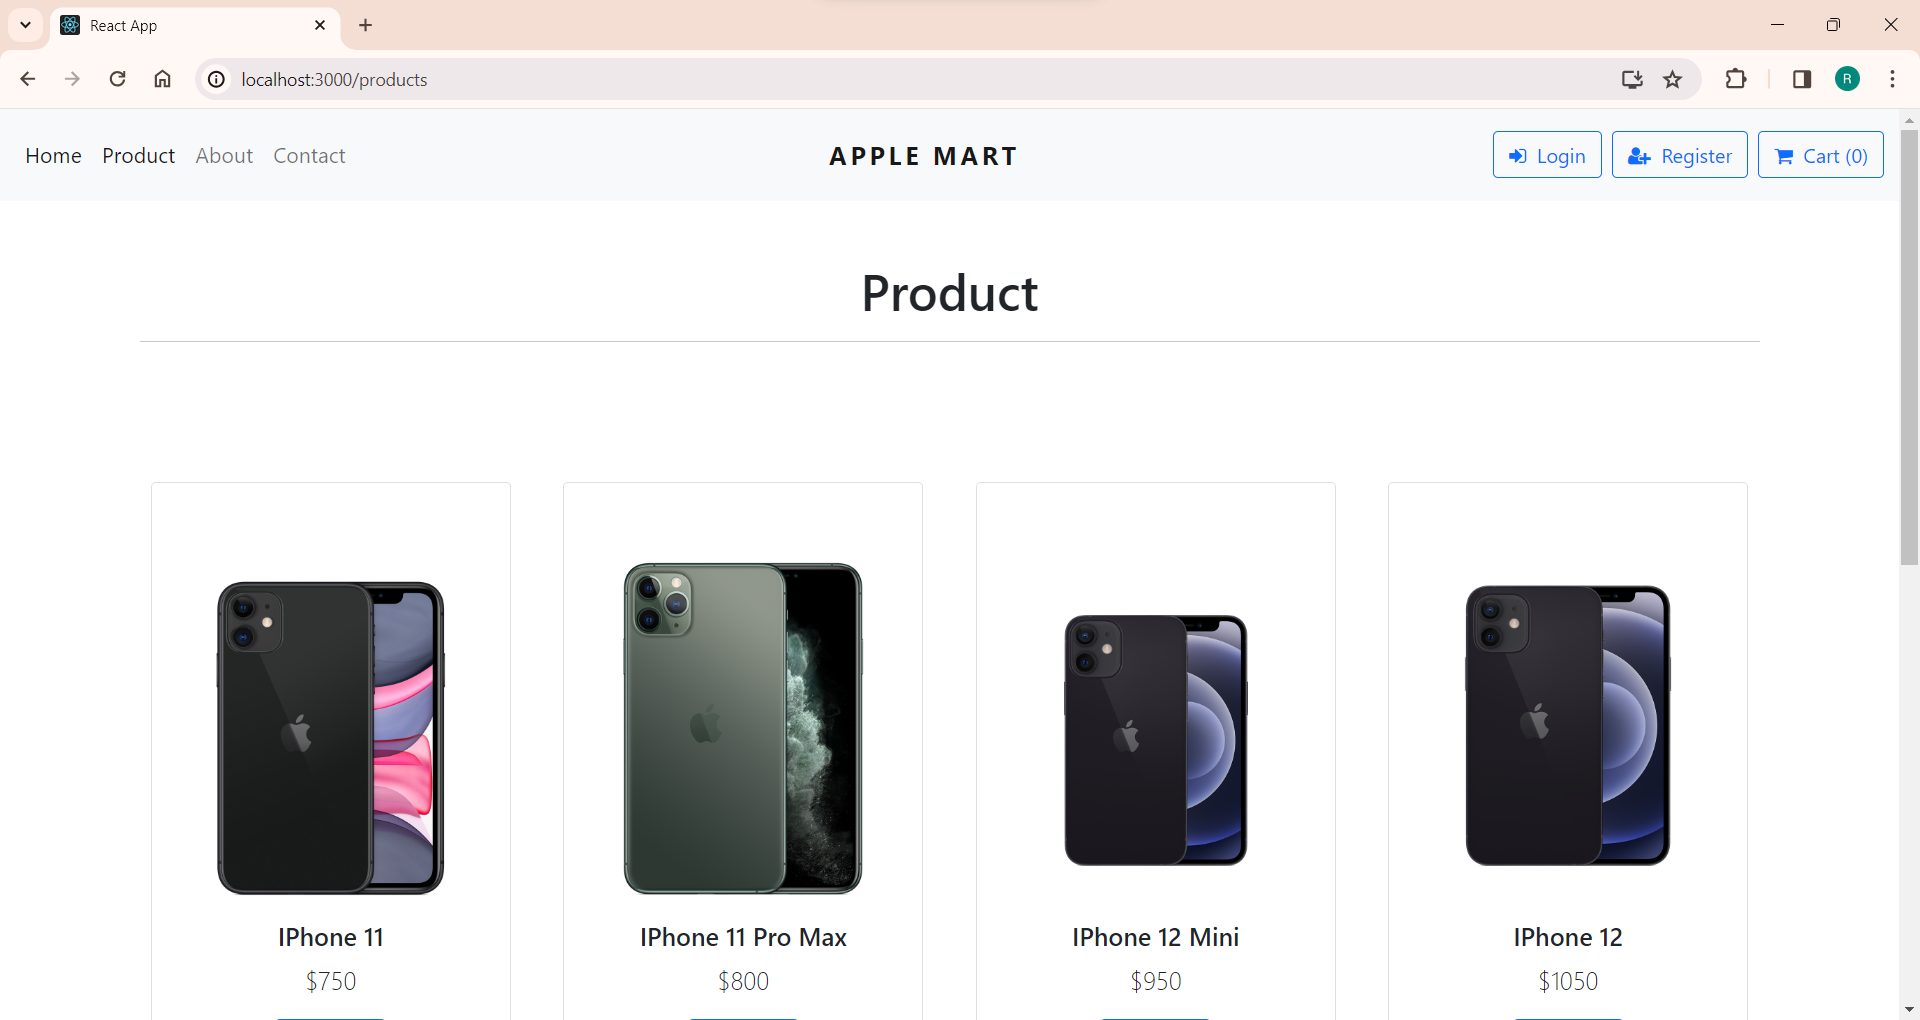 React App
localhost:3000/products
R
Home Product About Contact
APPLE MART
Login Register Cart (0)
Product
IPhone 11
$750
IPhone 11 Pro Max
$800
IPhone 12 Mini
$950
IPhone 12
$1050